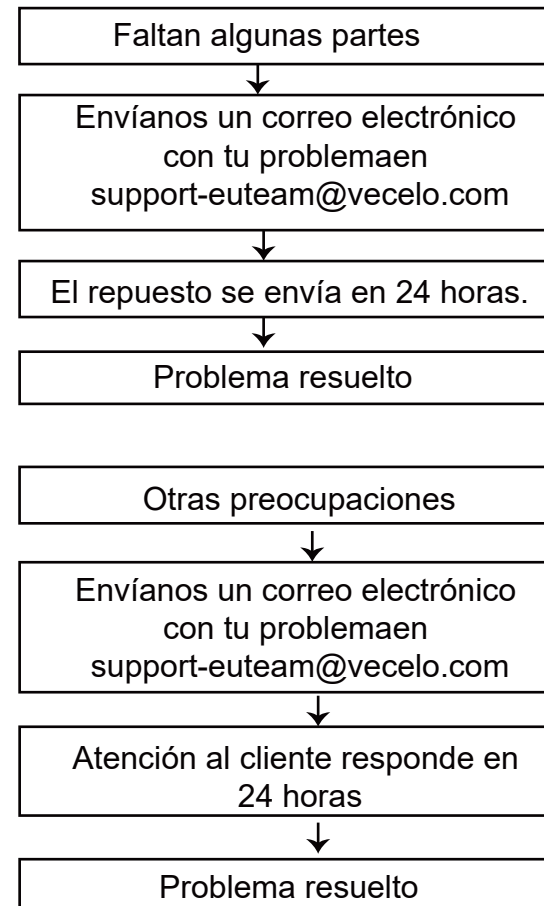 Faltan algunas partes
Envíanos un correo electrónico
con tu problemaen
support-euteam@vecelo.com
El repuesto se envía en 24 horas.
Problema resuelto
Otras preocupaciones
Envíanos un correo electrónico
con tu problemaen
support-euteam@vecelo.com
Atención al cliente responde en
24 horas
Problema resuelto